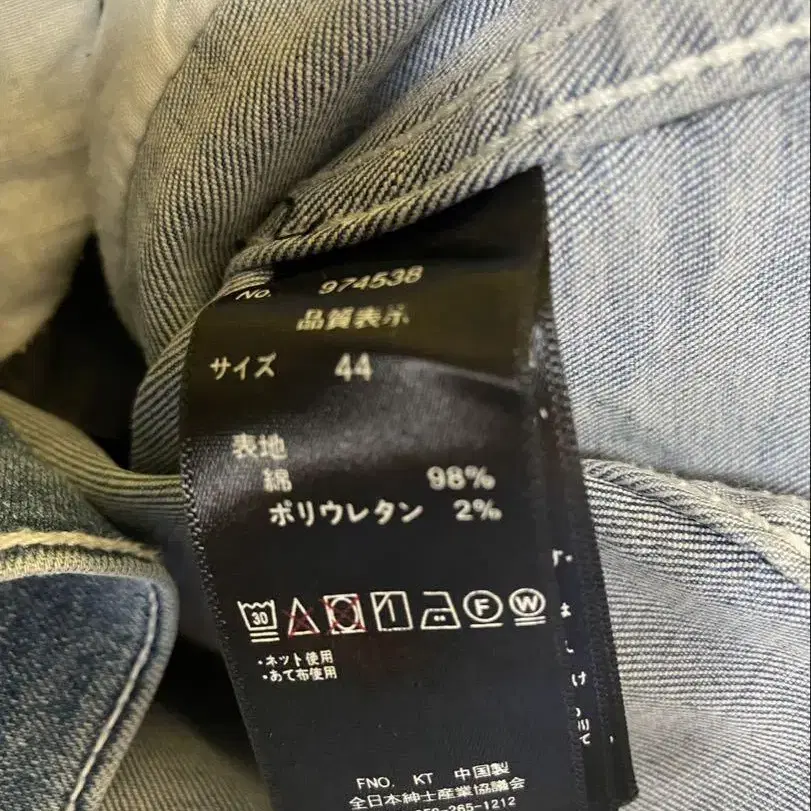 No. 974538
品質表示
サイズ 44
表地
綿 98%
ポリウレタン 2%
30 F W
・ネット使用
・あて布使用
FNO. KT 中国製
全日本紳士産業協議会
265-1212